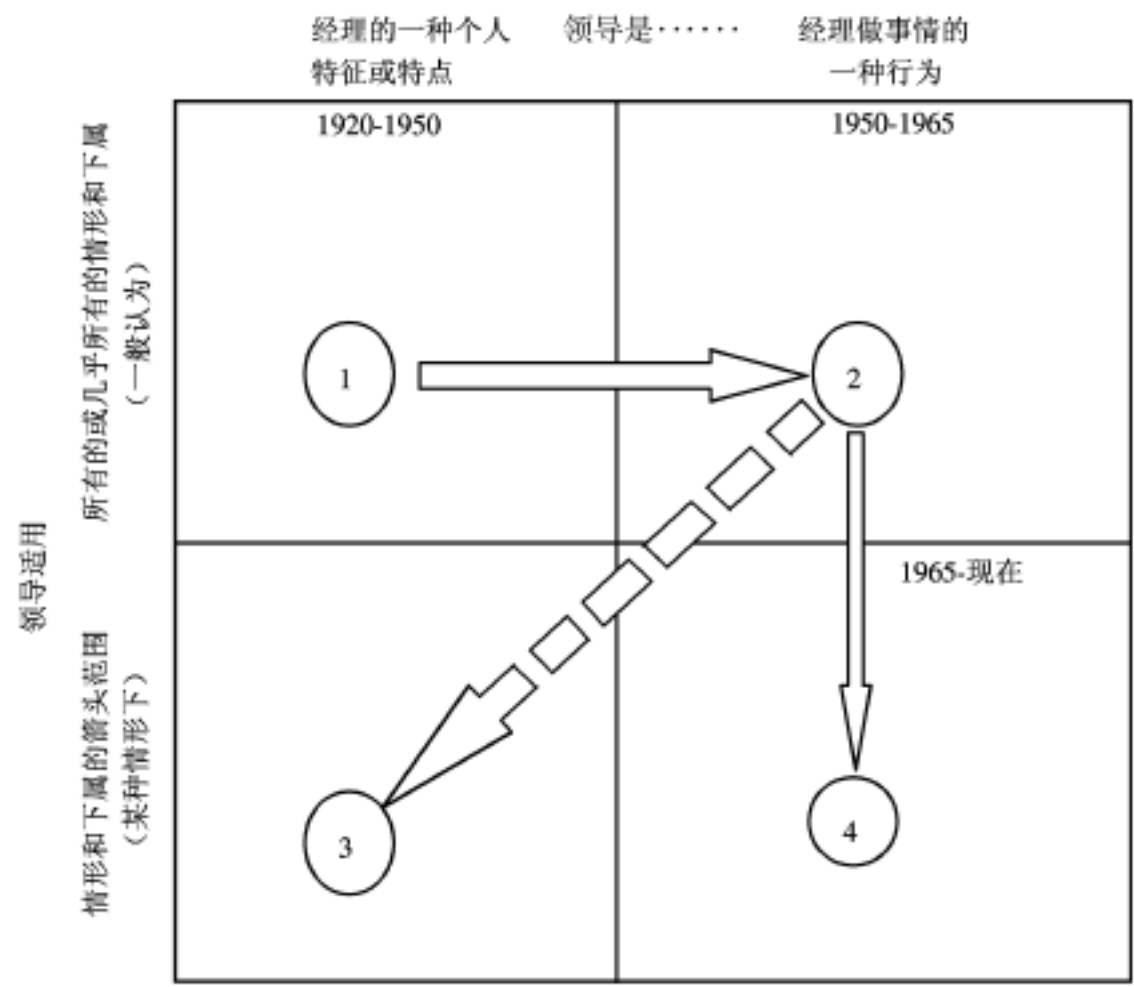 经理的一种个人 领导是······ 经理做事情的
特征或特点 一种行为
1920-1950 1950-1965
所有的或几乎所有的情形和下属
（一般认为）
1 2
领导适用
1965-现在
情形和下属的箭头范围
（某种情形下）
3 4